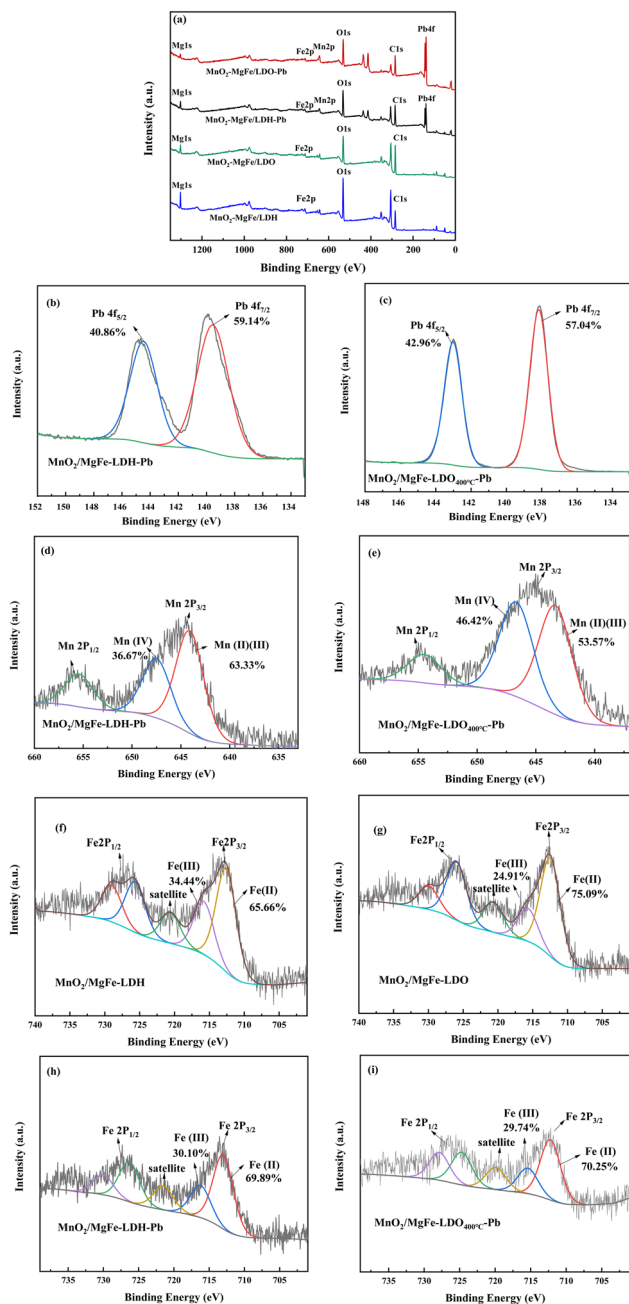 (a)
Mg1s
Fe2p
Mn2p
O1s
C1s
Pb4f
MnO₂-MgFe/LDO-Pb
Mg1s
Fe2p
Mn2p
O1s
C1s
Pb4f
MnO₂-MgFe/LDH-Pb
Mg1s
Fe2p
O1s
C1s
MnO₂-MgFe/LDO
Mg1s
Fe2p
O1s
C1s
MnO₂-MgFe/LDH
Intensity (a.u.)
1200 1000 800 600 400 200 0
Binding Energy (eV)
(b)
Pb 4f₅/₂
40.86%
Pb 4f₇/₂
59.14%
MnO₂/MgFe-LDH-Pb
Intensity (a.u.)
152 150 148 146 144 142 140 138 136 134
Binding Energy (eV)
(c)
Pb 4f₅/₂
42.96%
Pb 4f₇/₂
57.04%
MnO₂/MgFe-LDO₄₀₀℃-Pb
Intensity (a.u.)
148 146 144 142 140 138 136 134
Binding Energy (eV)
(d)
Mn 2P₃/₂
Mn (IV)
36.67%
Mn 2P₁/₂
Mn (II)(III)
63.33%
MnO₂/MgFe-LDH-Pb
Intensity (a.u.)
660 655 650 645 640 635
Binding Energy (eV)
(e)
Mn 2P₃/₂
Mn (IV)
46.42%
Mn 2P₁/₂
Mn (II)(III)
53.57%
MnO₂/MgFe-LDO₄₀₀℃-Pb
Intensity (a.u.)
660 655 650 645 640
Binding Energy (eV)
(f)
Fe2P₁/₂
Fe2P₃/₂
Fe(III)
34.44%
satellite
Fe(II)
65.66%
MnO₂/MgFe-LDH
Intensity (a.u.)
740 735 730 725 720 715 710 705
Binding Energy (eV)
(g)
Fe2P₁/₂
Fe2P₃/₂
Fe(III)
24.91%
satellite
Fe(II)
75.09%
MnO₂/MgFe-LDO
Intensity (a.u.)
740 735 730 725 720 715 710 705
Binding Energy (eV)
(h)
Fe 2P₁/₂
Fe (III)
30.10%
Fe 2P₃/₂
satellite
Fe (II)
69.89%
MnO₂/MgFe-LDH-Pb
Intensity (a.u.)
735 730 725 720 715 710 705
Binding Energy (eV)
(i)
Fe 2P₁/₂
Fe (III)
29.74%
Fe 2P₃/₂
satellite
Fe (II)
70.25%
MnO₂/MgFe-LDO₄₀₀℃-Pb
Intensity (a.u.)
735 730 725 720 715 710 705
Binding Energy (eV)